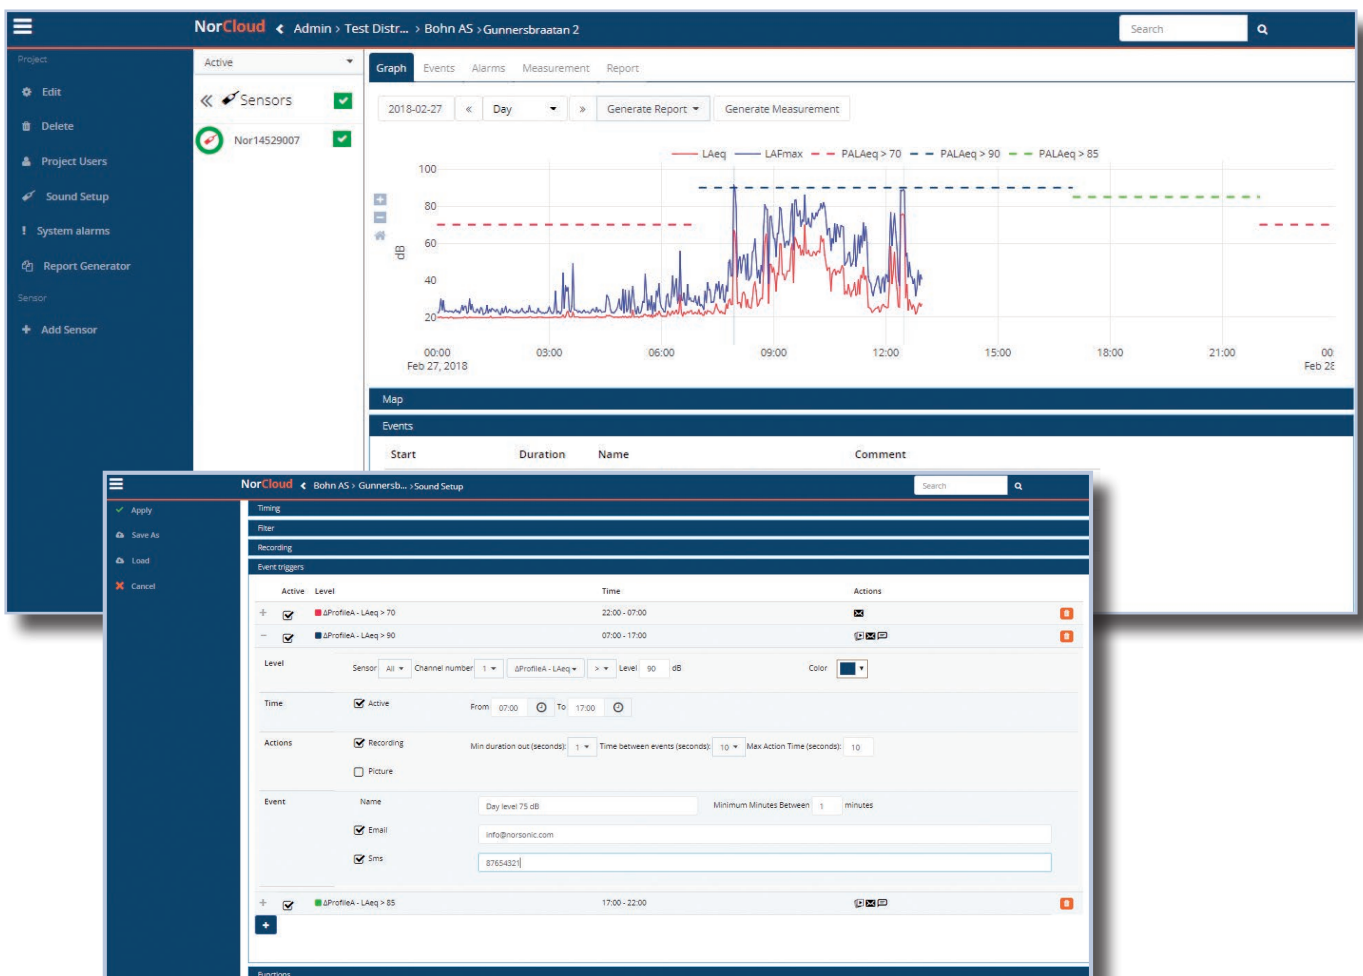 NorCloud Admin > Test Distr... > Bohn AS > Gunnersbraatan 2 Search
Project
Edit
Delete
Project Users
Sound Setup
System alarms
Report Generator
Sensor
Add Sensor
Active
Sensors
Nor14529007
Graph Events Alarms Measurement Report
2018-02-27 « Day » Generate Report Generate Measurement
LAeq LAFmax PALAeq > 70 PALAeq > 90 PALAeq > 85
100
80
60
40
20
dB
00:00 03:00 06:00 09:00 12:00 15:00 18:00 21:00 00
Feb 27, 2018 Feb 28
Map
Events
Start Duration Name Comment
NorCloud Bohn AS > Gunnersb... > Sound Setup Search
Apply
Save As
Load
Cancel
Timing
Filter
Recording
Event triggers
Active Level Time Actions
ΔProfileA - LAeq > 70 22:00 - 07:00
ΔProfileA - LAeq > 90 07:00 - 17:00
Level Sensor All Channel number 1 ΔProfileA - LAeq > Level 90 dB Color
Time Active From 07:00 To 17:00
Actions Recording Min duration out (seconds): 1 Time between events (seconds): 10 Max Action Time (seconds): 10
Picture
Event Name Day level 75 dB Minimum Minutes Between 1 minutes
Email info@norsonic.com
Sms 87654321
ΔProfileA - LAeq > 85 17:00 - 22:00
Functions